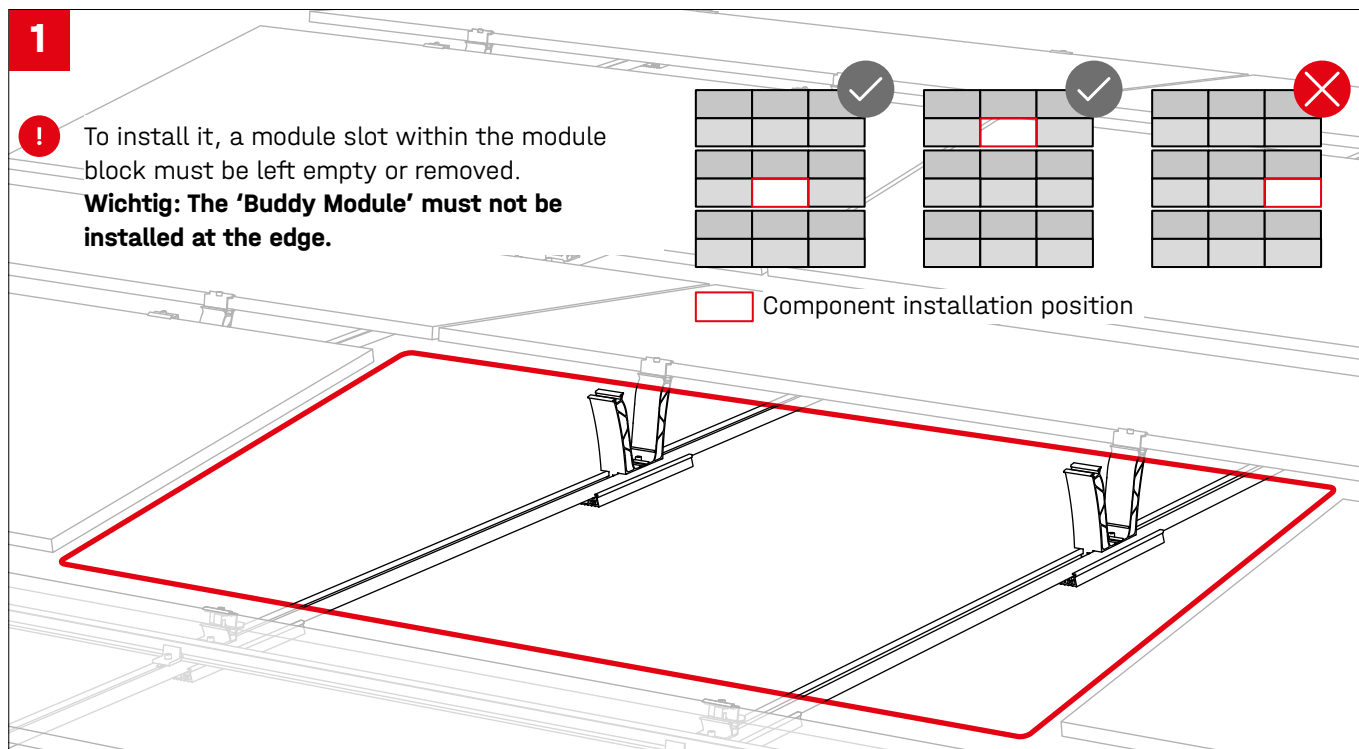 1
! To install it, a module slot within the module
block must be left empty or removed.
Wichtig: The ‘Buddy Module’ must not be
installed at the edge.
Component installation position